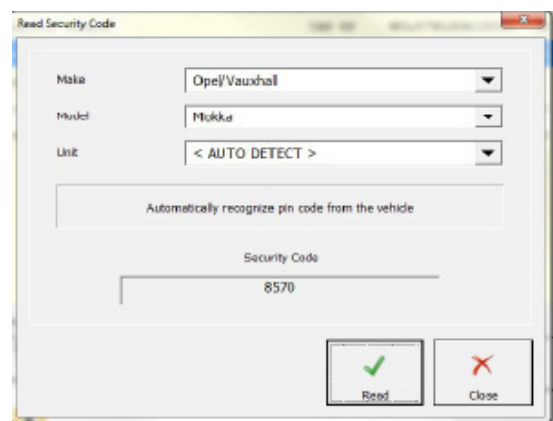 Read Security Code
Make Opel/Vauxhall
Model Mokka
Unit < AUTO DETECT >
Automatically recognize pin code from the vehicle
Security Code
8570
Read Close